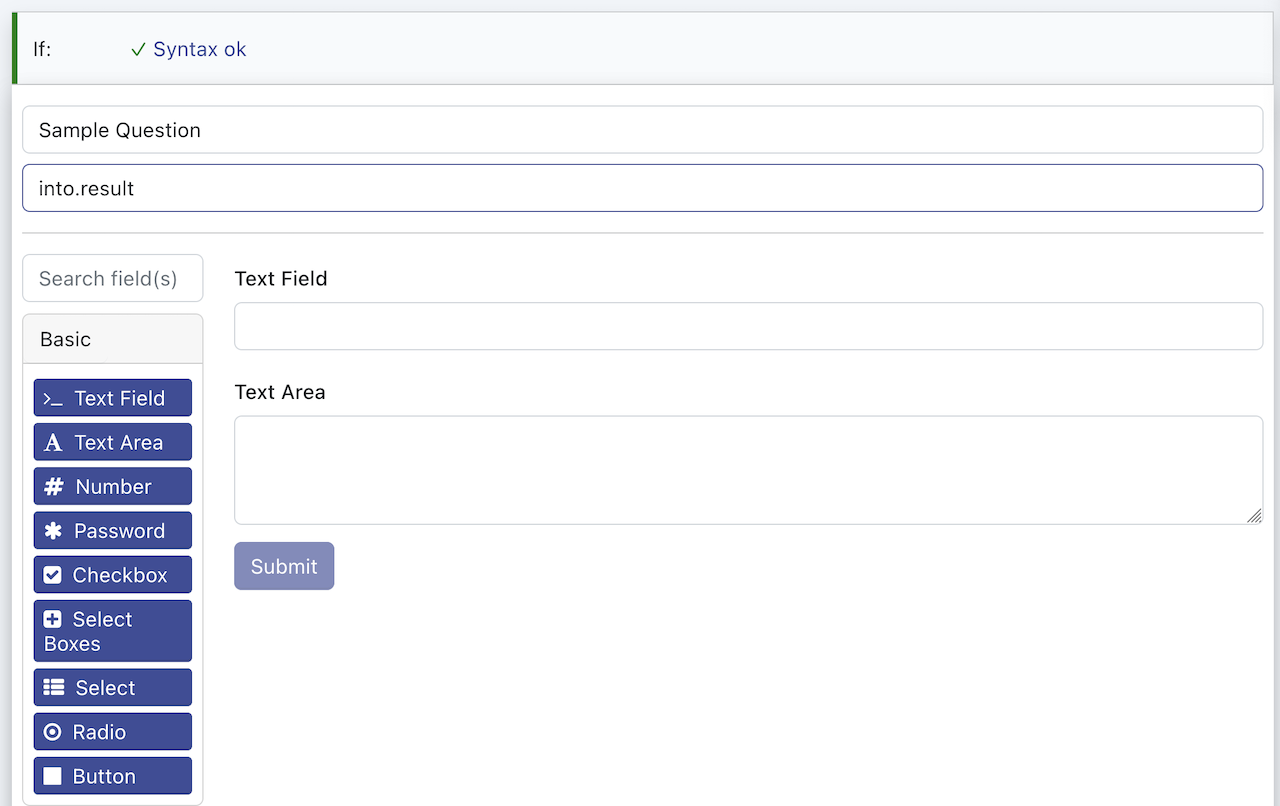 If: Syntax ok
Sample Question
into.result
Search field(s)
Basic
Text Field
Text Area
Number
Password
Checkbox
Select
Boxes
Select
Radio
Button
Text Field
Text Area
Submit